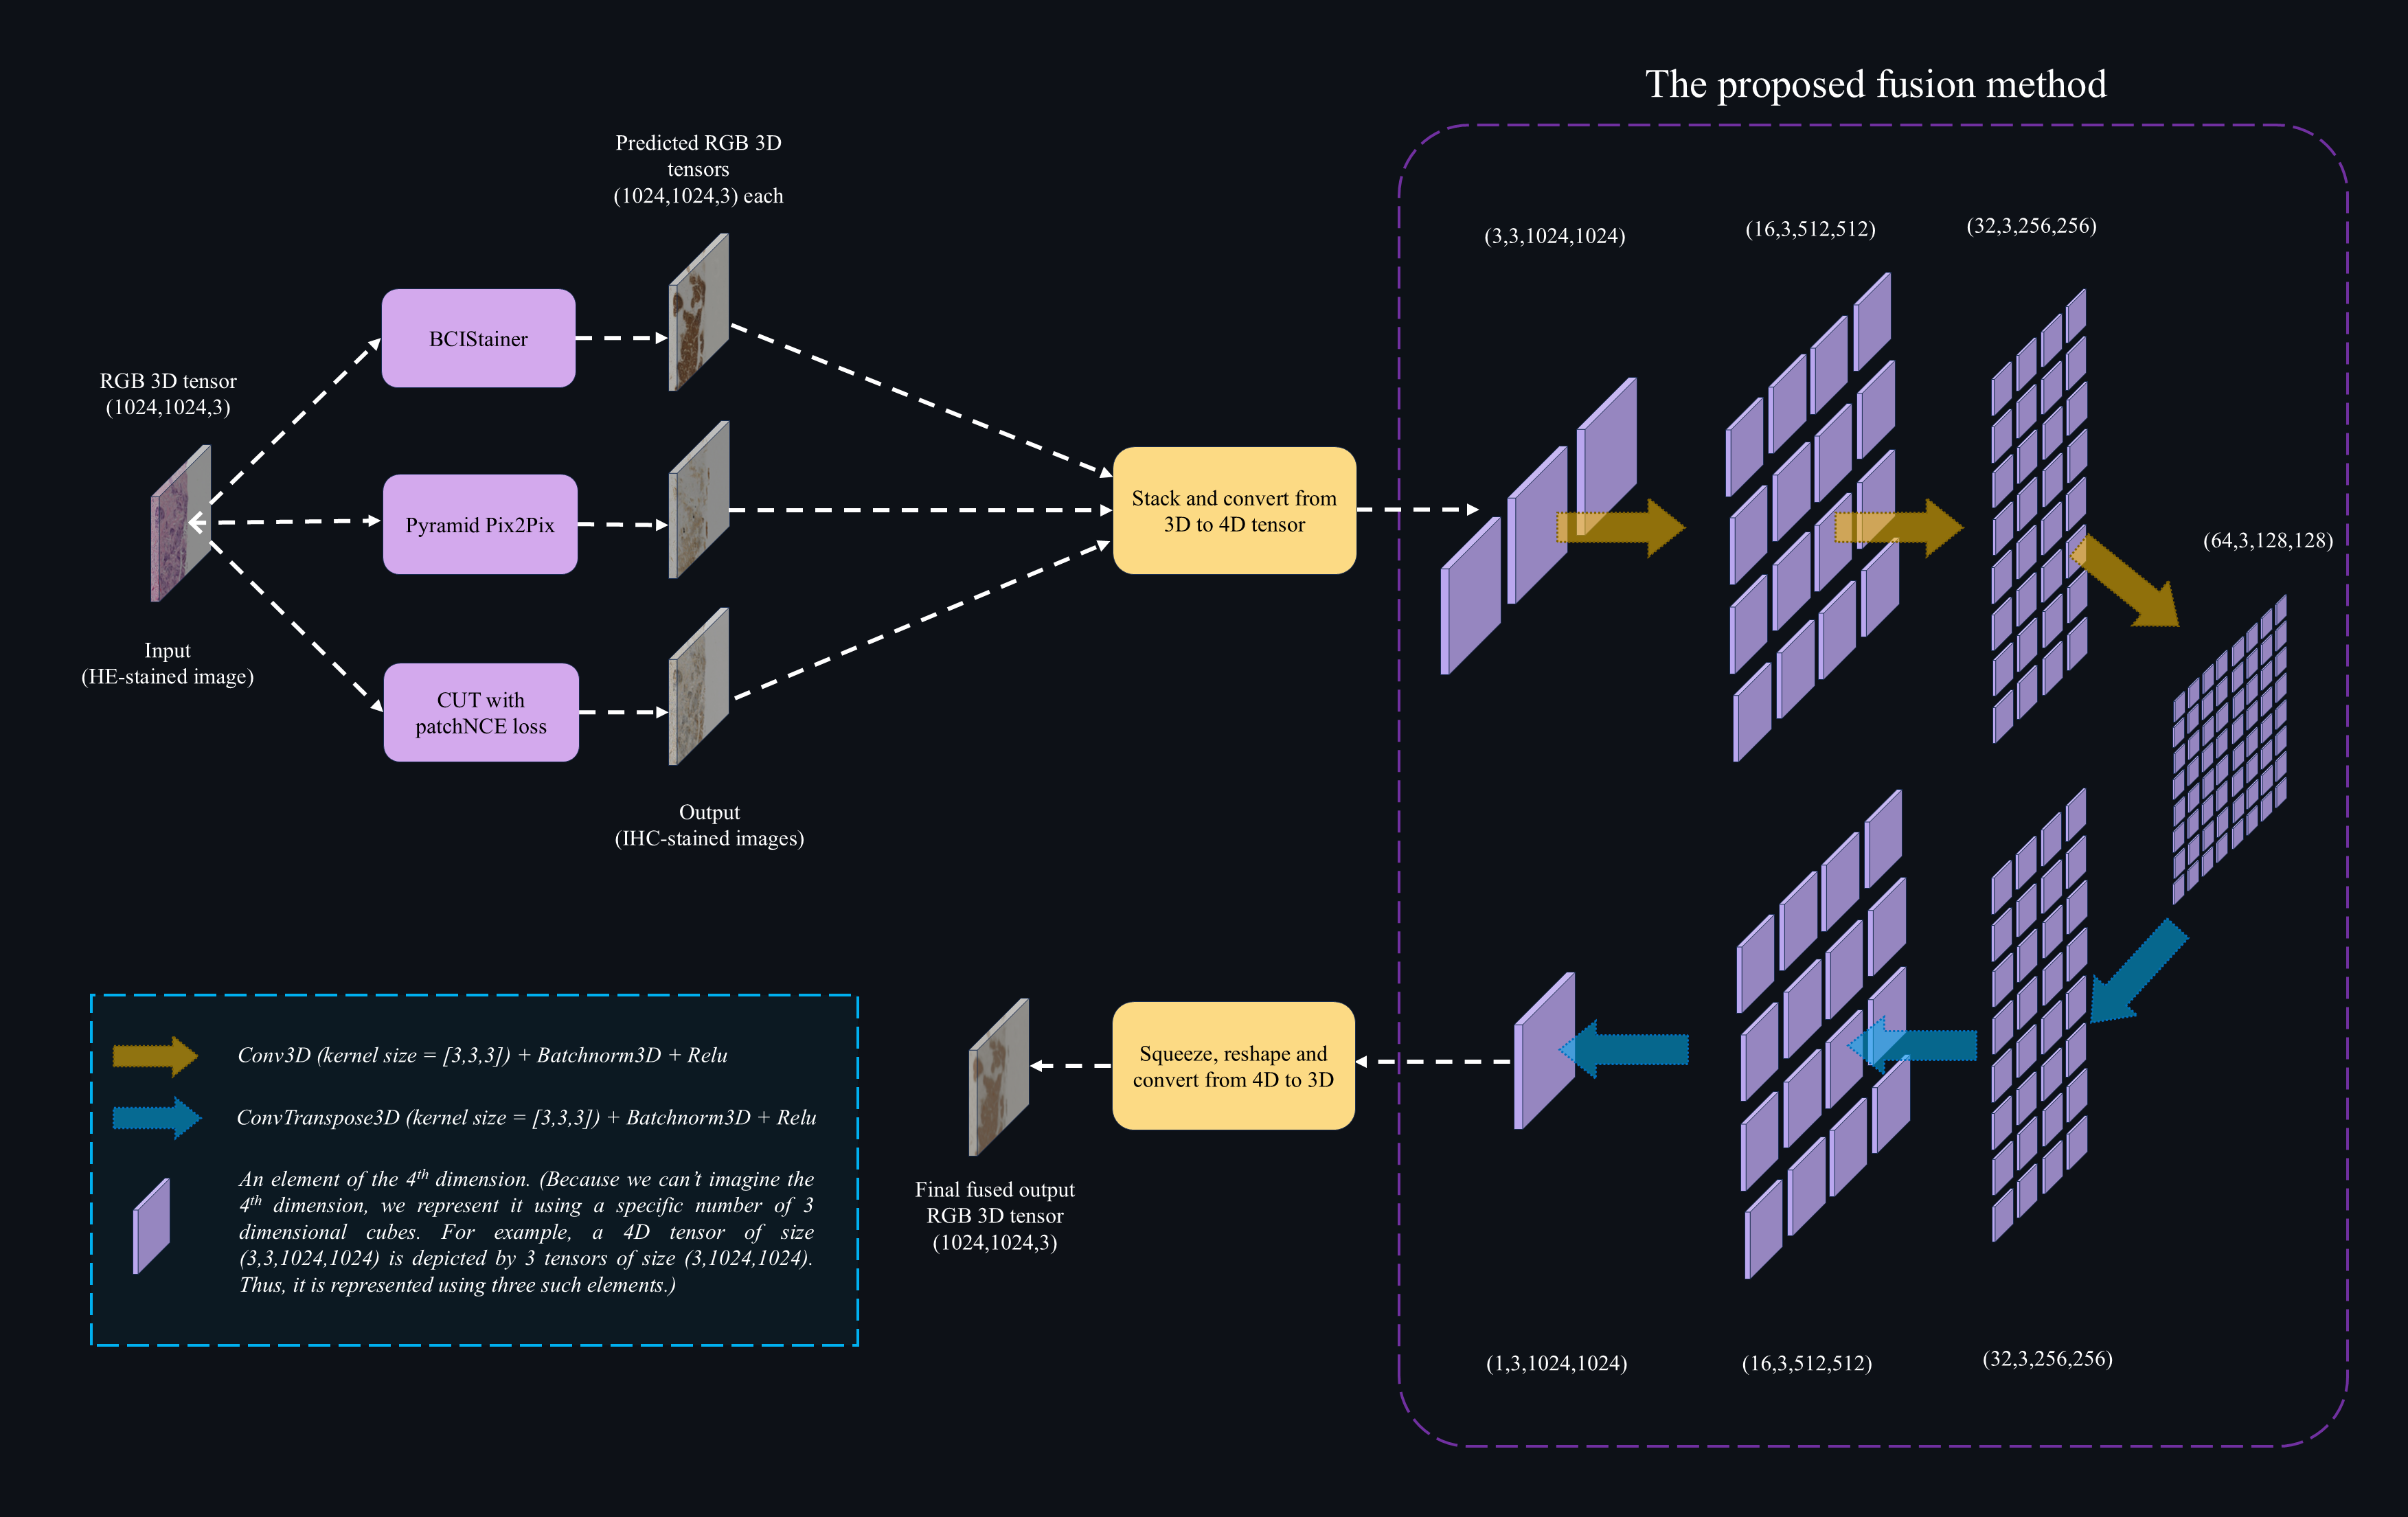 The proposed fusion method
Predicted RGB 3D
tensors
(1024,1024,3) each
(3,3,1024,1024)
(16,3,512,512)
(32,3,256,256)
BCIStainer
RGB 3D tensor
(1024,1024,3)
Pyramid Pix2Pix
Stack and convert from
3D to 4D tensor
(64,3,128,128)
Input
(HE-stained image)
CUT with
patchNCE loss
Output
(IHC-stained images)
Conv3D (kernel size = [3,3,3]) + Batchnorm3D + Relu
ConvTranspose3D (kernel size = [3,3,3]) + Batchnorm3D + Relu
An element of the 4th dimension. (Because we can't imagine the
4th dimension, we represent it using a specific number of 3
dimensional cubes. For example, a 4D tensor of size
(3,3,1024,1024) is depicted by 3 tensors of size (3,1024,1024).
Thus, it is represented using three such elements.)
Squeeze, reshape and
convert from 4D to 3D
Final fused output
RGB 3D tensor
(1024,1024,3)
(1,3,1024,1024)
(16,3,512,512)
(32,3,256,256)